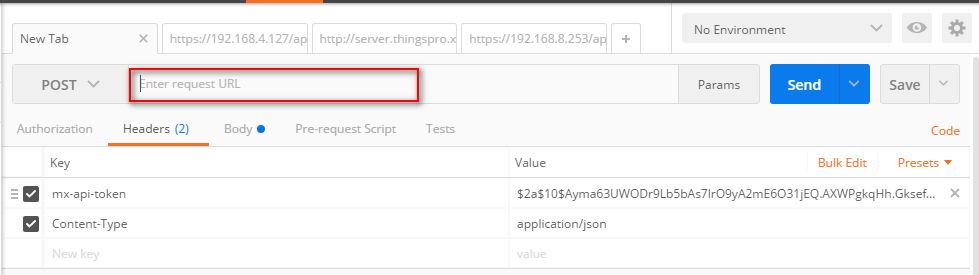 No Environment
New Tab
https://192.168.4.127/ap
http://server.thingspro.x
https://192.168.8.253/ap
POST
Enter request URL
Params
Send
Save
Authorization
Headers (2)
Body
Pre-request Script
Tests
Code
Key
Value
Bulk Edit
Presets
mx-api-token
$2a$10$Ayma63UWODr9Lb5bAs7IrO9yA2mE6O31jEQ.AXWPgkqHh.Gksef...
Content-Type
application/json
New key
value